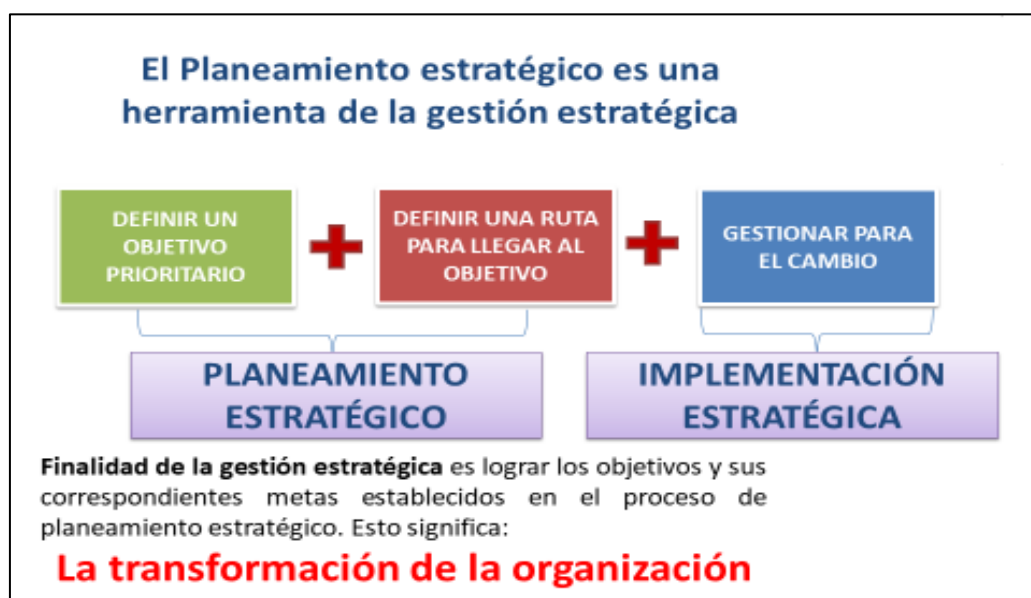 El Planeamiento estratégico es una
herramienta de la gestión estratégica
DEFINIR UN
OBJETIVO
PRIORITARIO
DEFINIR UNA RUTA
PARA LLEGAR AL
OBJETIVO
GESTIONAR PARA
EL CAMBIO
PLANEAMIENTO
ESTRATÉGICO
IMPLEMENTACIÓN
ESTRATÉGICA
Finalidad de la gestión estratégica es lograr los objetivos y sus
correspondientes metas establecidos en el proceso de
planeamiento estratégico. Esto significa:
La transformación de la organización